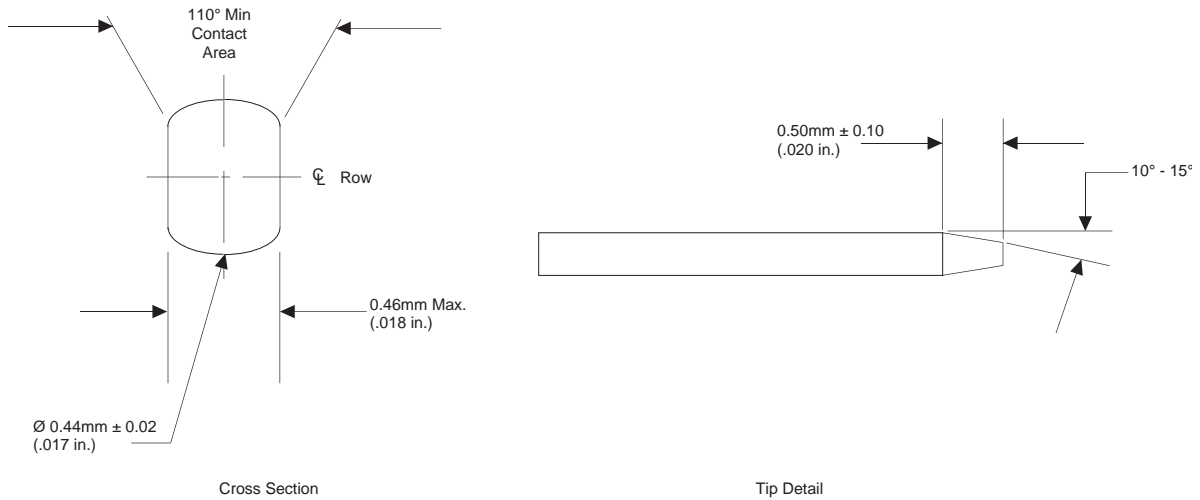 110° Min
Contact
Area
℄ Row
0.46mm Max.
(.018 in.)
Ø 0.44mm ± 0.02
(.017 in.)
Cross Section
0.50mm ± 0.10
(.020 in.)
10° - 15°
Tip Detail